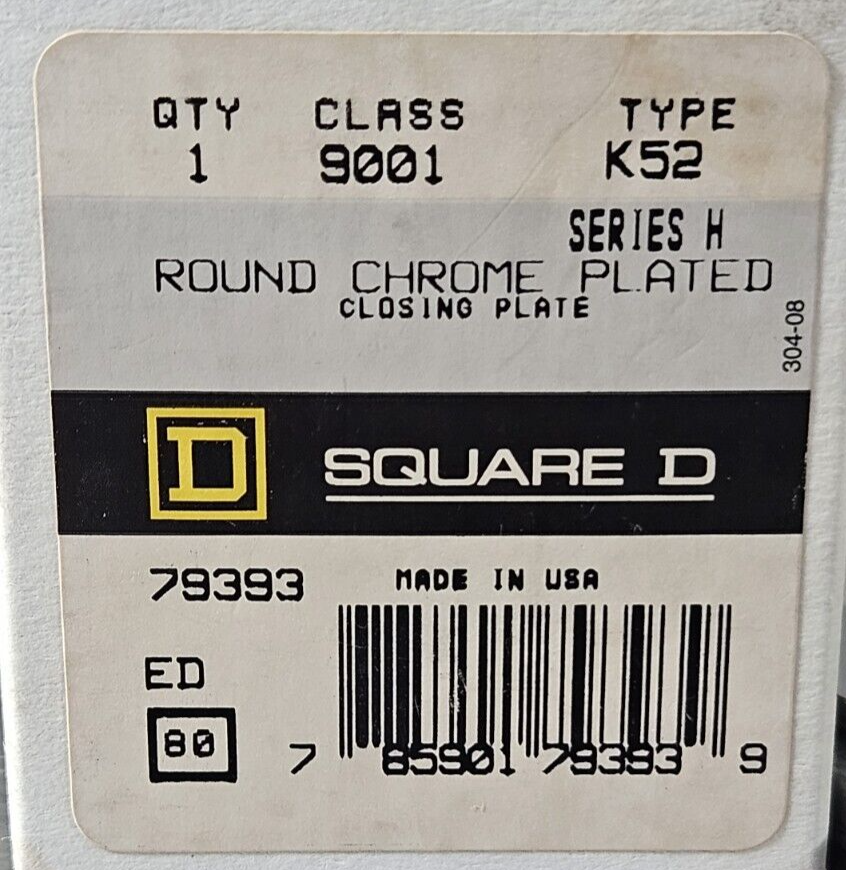 QTY CLASS TYPE
1 9001 K52
SERIES H
ROUND CHROME PLATED
CLOSING PLATE
304-08
D SQUARE D
79393 MADE IN USA
ED
80
7 85901 79393 9